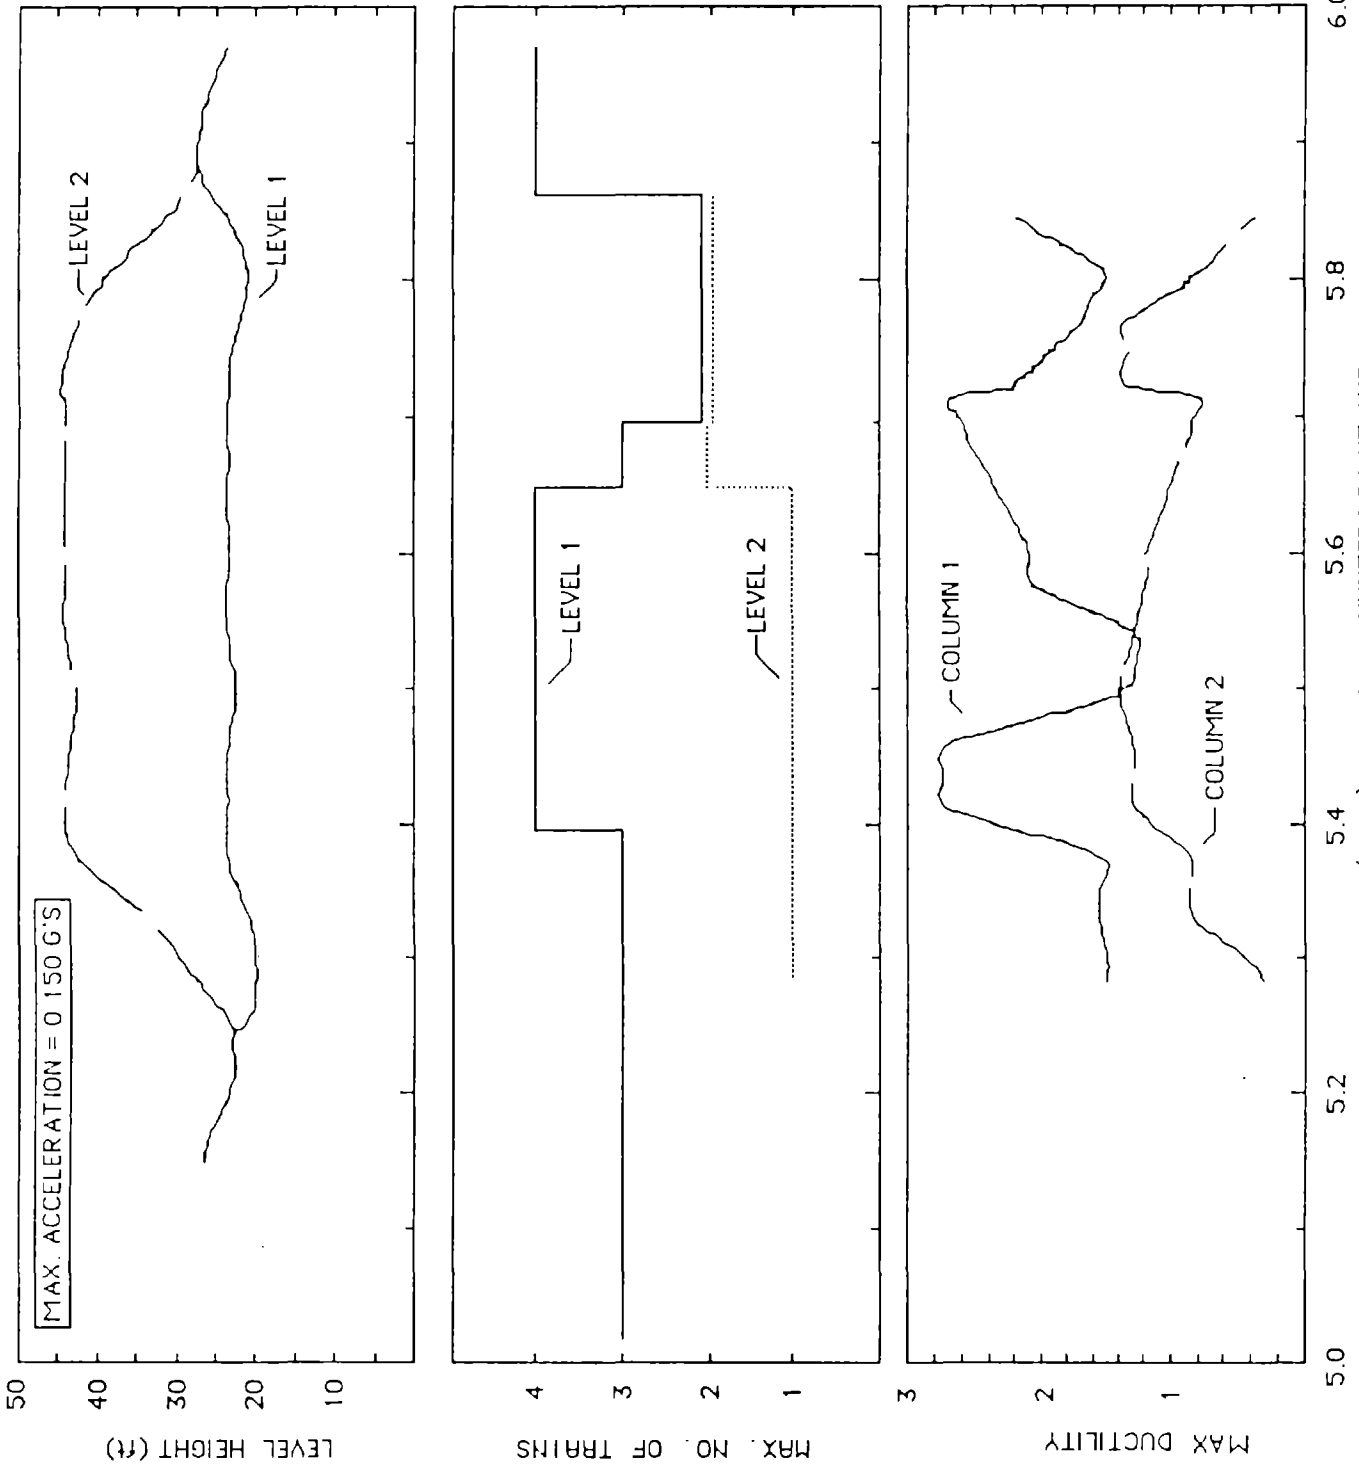 MAX. ACCELERATION = 0 150 G'S
LEVEL 2
LEVEL 1
50
40
30
20
10
LEVEL HEIGHT (ft)
LEVEL 1
LEVEL 2
4
3
2
1
MAX. NO. OF TRAINS
COLUMN 1
COLUMN 2
3
2
1
MAX DUCTILITY
5.0
5.2
5.4
5.6
5.8